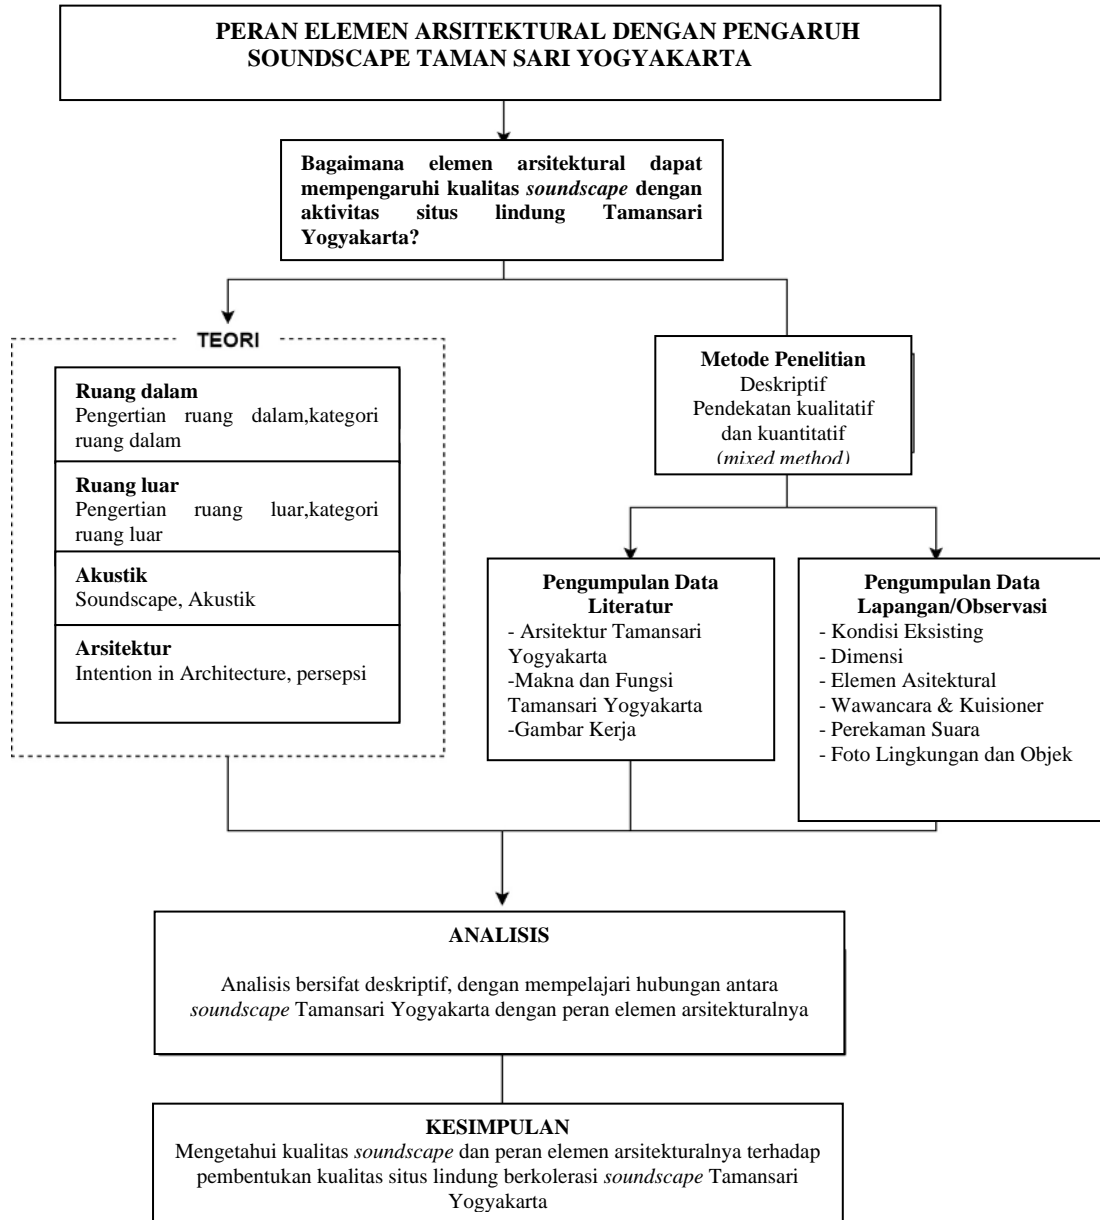 PERAN ELEMEN ARSITEKTURAL DENGAN PENGARUH
SOUNDSCAPE TAMAN SARI YOGYAKARTA
Bagaimana elemen arsitektural dapat
mempengaruhi kualitas soundscape dengan
aktivitas situs lindung Tamansari
Yogyakarta?
TEORI
Ruang dalam
Pengertian ruang dalam,kategori
ruang dalam
Ruang luar
Pengertian ruang luar,kategori
ruang luar
Akustik
Soundscape, Akustik
Arsitektur
Intention in Architecture, persepsi
Metode Penelitian
Deskriptif
Pendekatan kualitatif
dan kuantitatif
(mixed method)
Pengumpulan Data
Literatur
- Arsitektur Tamansari
Yogyakarta
-Makna dan Fungsi
Tamansari Yogyakarta
-Gambar Kerja
Pengumpulan Data
Lapangan/Observasi
- Kondisi Eksisting
- Dimensi
- Elemen Asitektural
- Wawancara & Kuisioner
- Perekaman Suara
- Foto Lingkungan dan Objek
ANALISIS
Analisis bersifat deskriptif, dengan mempelajari hubungan antara
soundscape Tamansari Yogyakarta dengan peran elemen arsitekturalnya
KESIMPULAN
Mengetahui kualitas soundscape dan peran elemen arsitekturalnya terhadap
pembentukan kualitas situs lindung berkolerasi soundscape Tamansari
Yogyakarta